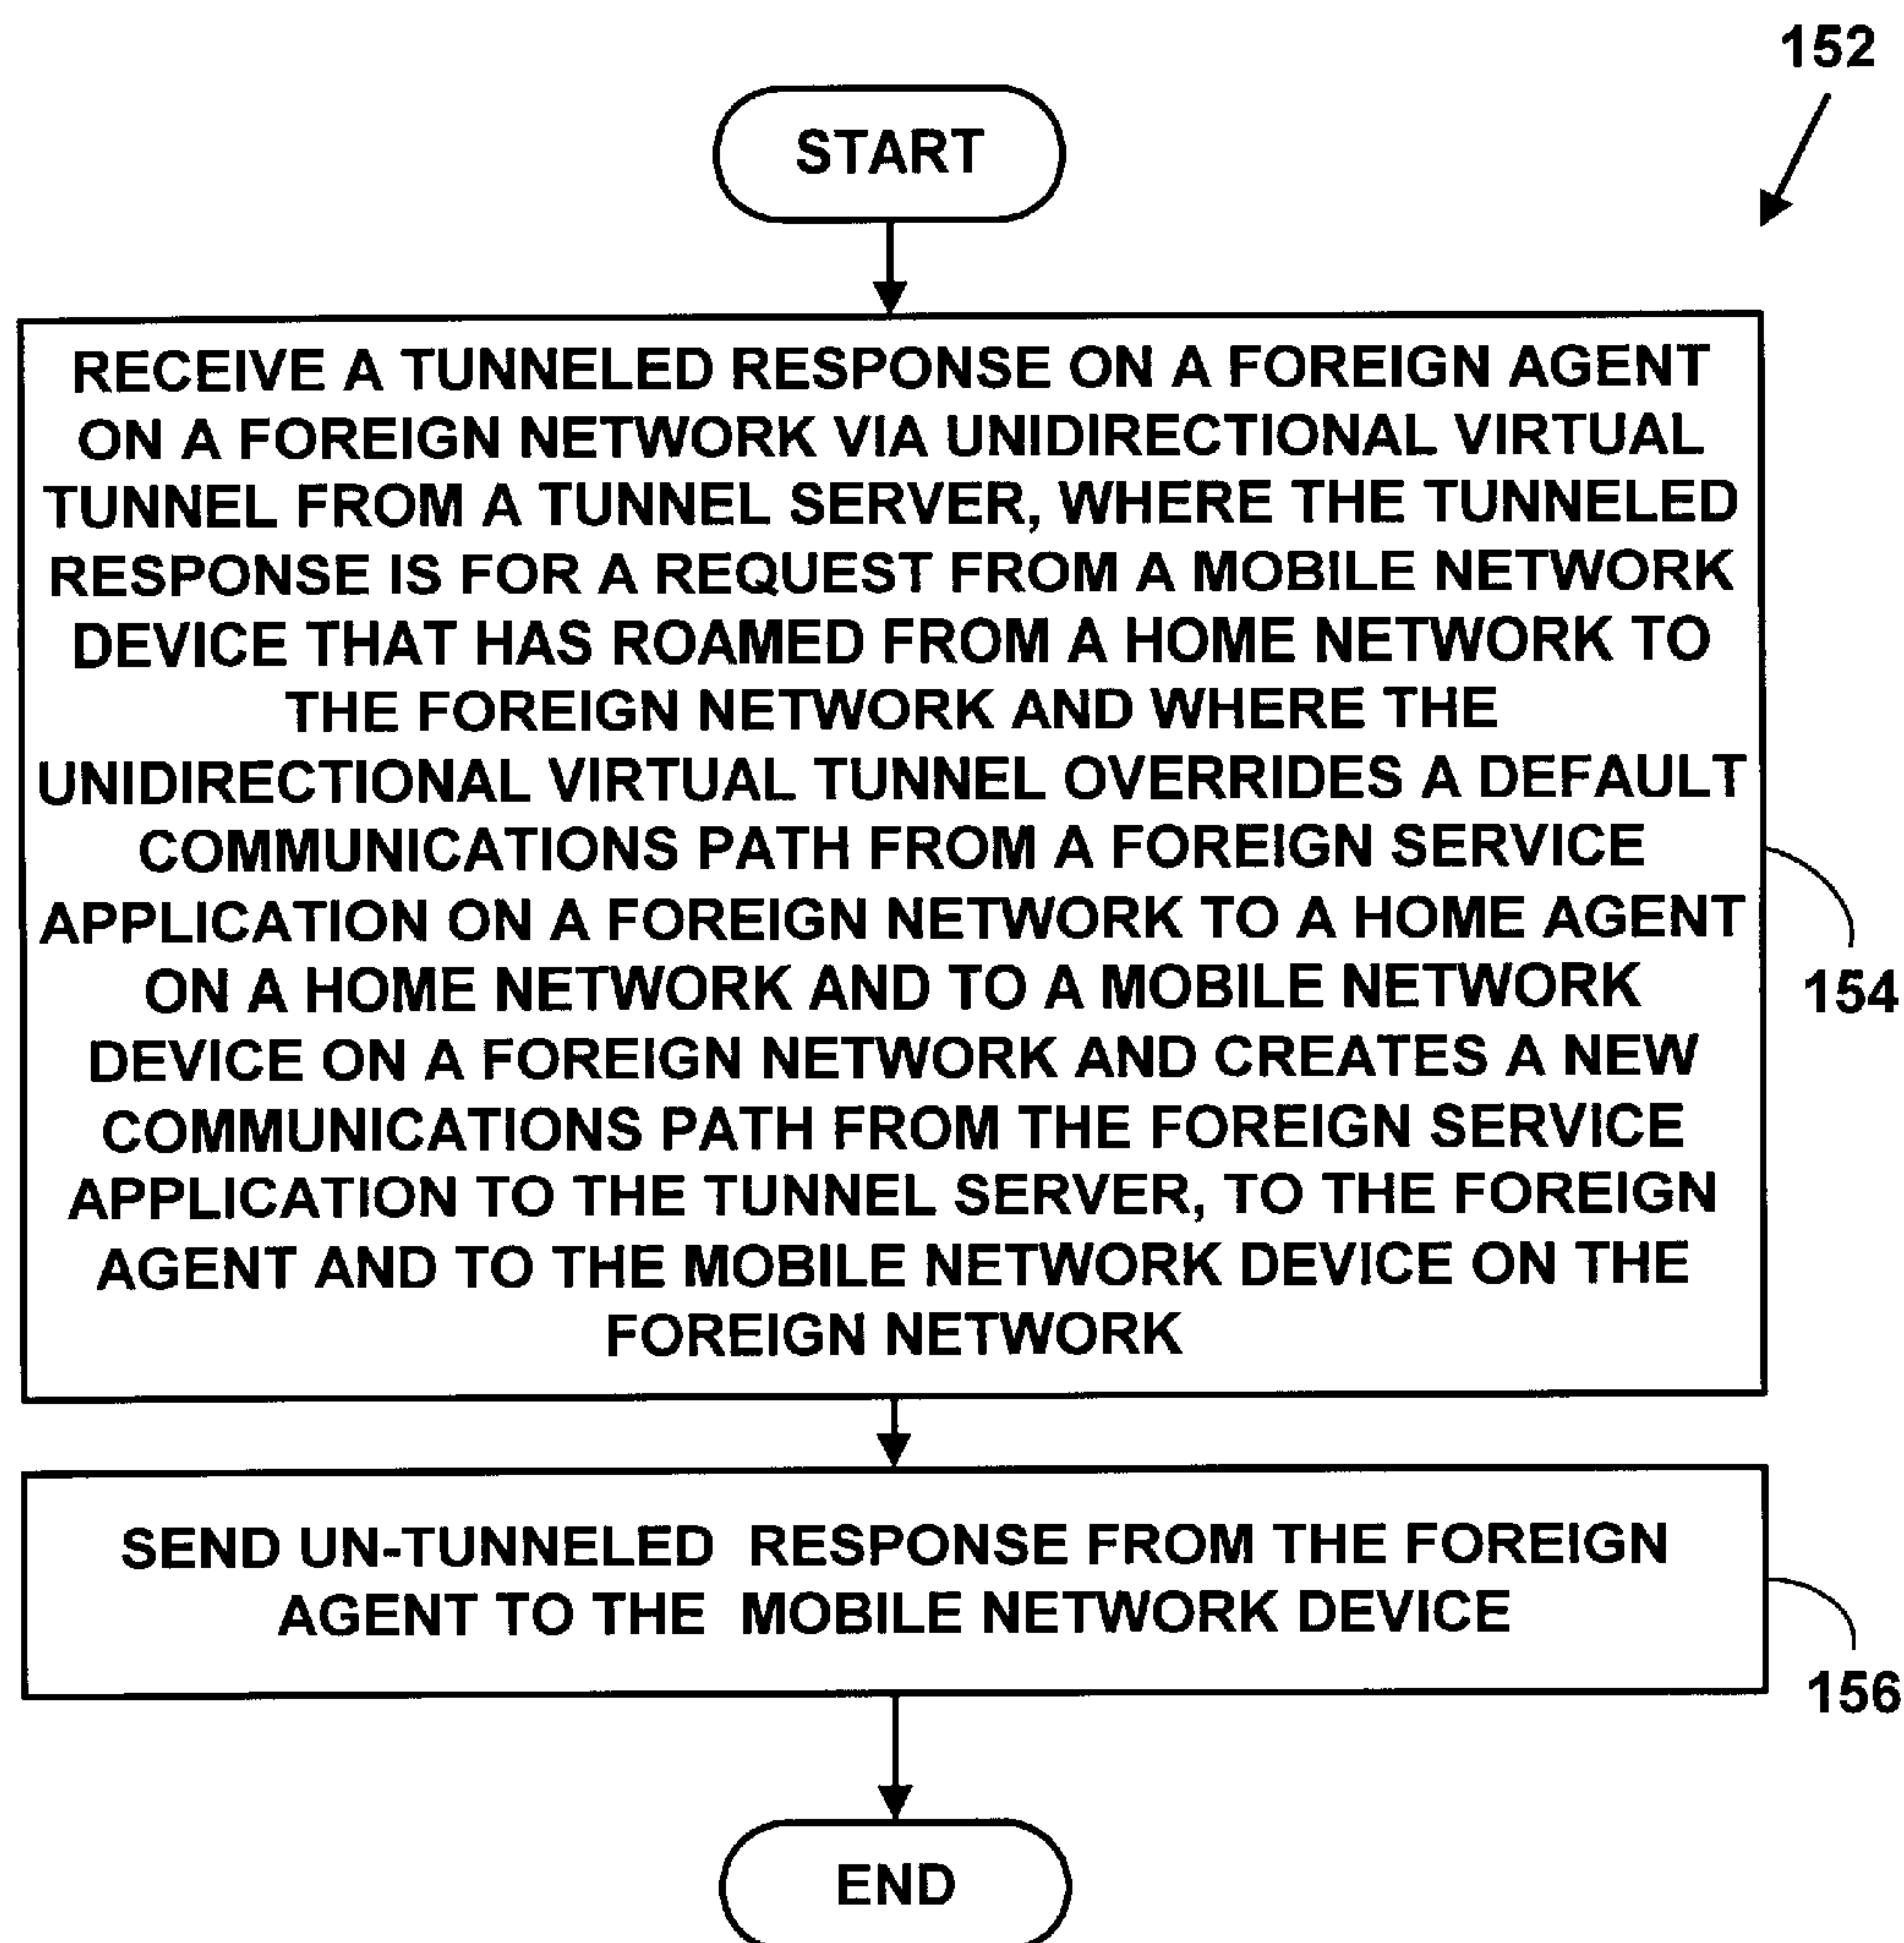 152
START
RECEIVE A TUNNELED RESPONSE ON A FOREIGN AGENT
ON A FOREIGN NETWORK VIA UNIDIRECTIONAL VIRTUAL
TUNNEL FROM A TUNNEL SERVER, WHERE THE TUNNELED
RESPONSE IS FOR A REQUEST FROM A MOBILE NETWORK
DEVICE THAT HAS ROAMED FROM A HOME NETWORK TO
THE FOREIGN NETWORK AND WHERE THE
UNIDIRECTIONAL VIRTUAL TUNNEL OVERRIDES A DEFAULT
COMMUNICATIONS PATH FROM A FOREIGN SERVICE
APPLICATION ON A FOREIGN NETWORK TO A HOME AGENT
ON A HOME NETWORK AND TO A MOBILE NETWORK
DEVICE ON A FOREIGN NETWORK AND CREATES A NEW
COMMUNICATIONS PATH FROM THE FOREIGN SERVICE
APPLICATION TO THE TUNNEL SERVER, TO THE FOREIGN
AGENT AND TO THE MOBILE NETWORK DEVICE ON THE
FOREIGN NETWORK
154
SEND UN-TUNNELED RESPONSE FROM THE FOREIGN
AGENT TO THE MOBILE NETWORK DEVICE
156
END